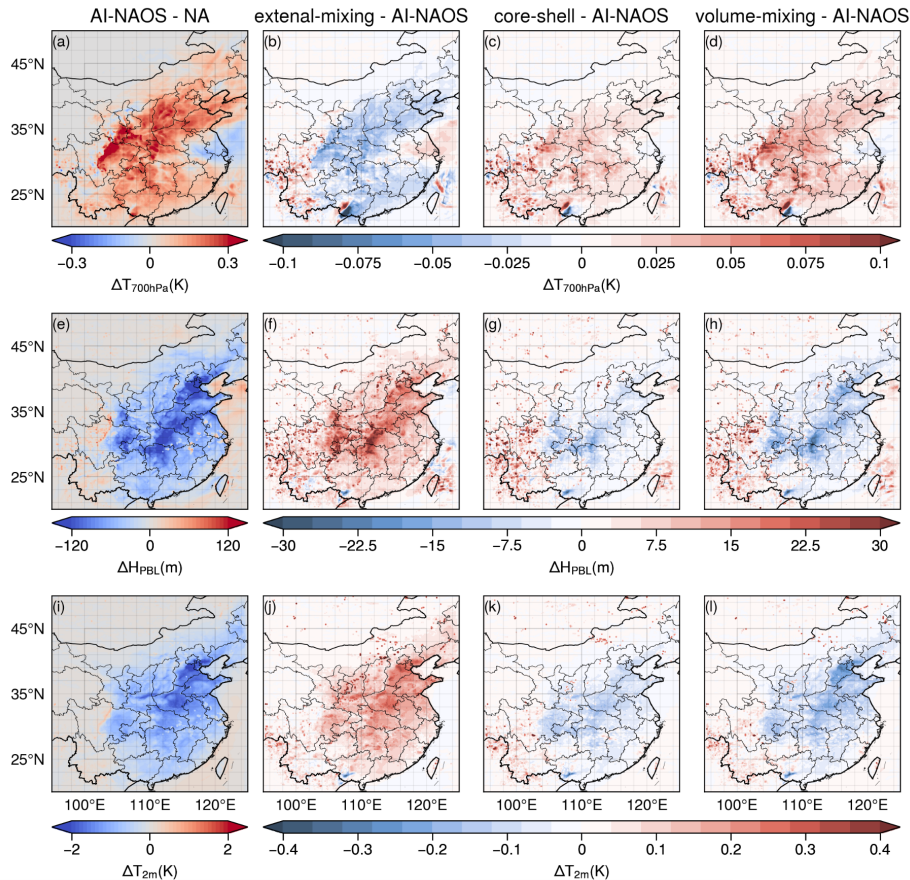 AI-NAOS - NA extenal-mixing - AI-NAOS core-shell - AI-NAOS volume-mixing - AI-NAOS
(a) (b) (c) (d)
45°N
35°N
25°N
−0.3 0 0.3 −0.1 −0.075 −0.05 −0.025 0 0.025 0.05 0.075 0.1
ΔT700hPa(K) ΔT700hPa(K)
(e) (f) (g) (h)
45°N
35°N
25°N
−120 0 120 −30 −22.5 −15 −7.5 0 7.5 15 22.5 30
ΔHPBL(m) ΔHPBL(m)
(i) (j) (k) (l)
45°N
35°N
25°N
100°E 110°E 120°E 100°E 110°E 120°E 100°E 110°E 120°E 100°E 110°E 120°E
−2 0 2 −0.4 −0.3 −0.2 −0.1 0 0.1 0.2 0.3 0.4
ΔT2m(K) ΔT2m(K)